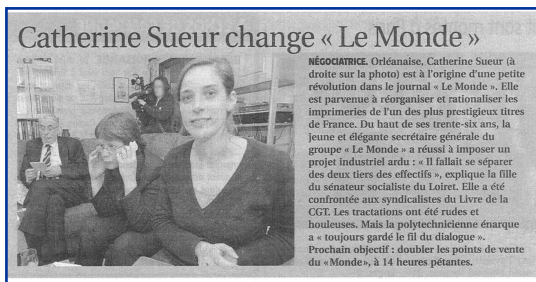 Catherine Sueur change « Le Monde »
NÉGOCIATRICE. Orléanaise, Catherine Sueur (à
droite sur la photo) est à l'origine d'une petite
révolution dans le journal « Le Monde ». Elle
est parvenue à réorganiser et rationaliser les
imprimeries de l'un des plus prestigieux titres
de France. Du haut de ses trente-six ans, la
jeune et élégante secrétaire générale du
groupe « Le Monde » a réussi à imposer un
projet industriel ardu : « Il fallait se séparer
des deux tiers des effectifs », explique la fille
du sénateur socialiste du Loiret. Elle a été
confrontée aux syndicalistes du Livre de la
CGT. Les tractations ont été rudes et
houleuses. Mais la polytechnicienne énarque
a « toujours gardé le fil du dialogue ».
Prochain objectif : doubler les points de vente
du «Monde», à 14 heures pétantes.